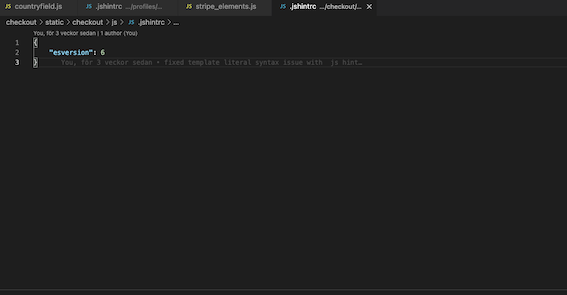 JS countryfield.js JS .jshintrc .../profiles/... JS stripe_elements.js JS .jshintrc .../checkout/... ×
checkout > static > checkout > js > JS .jshintrc > ...
You, för 3 veckor sedan | 1 author (You)
1 {
2 "esversion": 6
3 } You, för 3 veckor sedan • fixed template literal syntax issue with js hint…